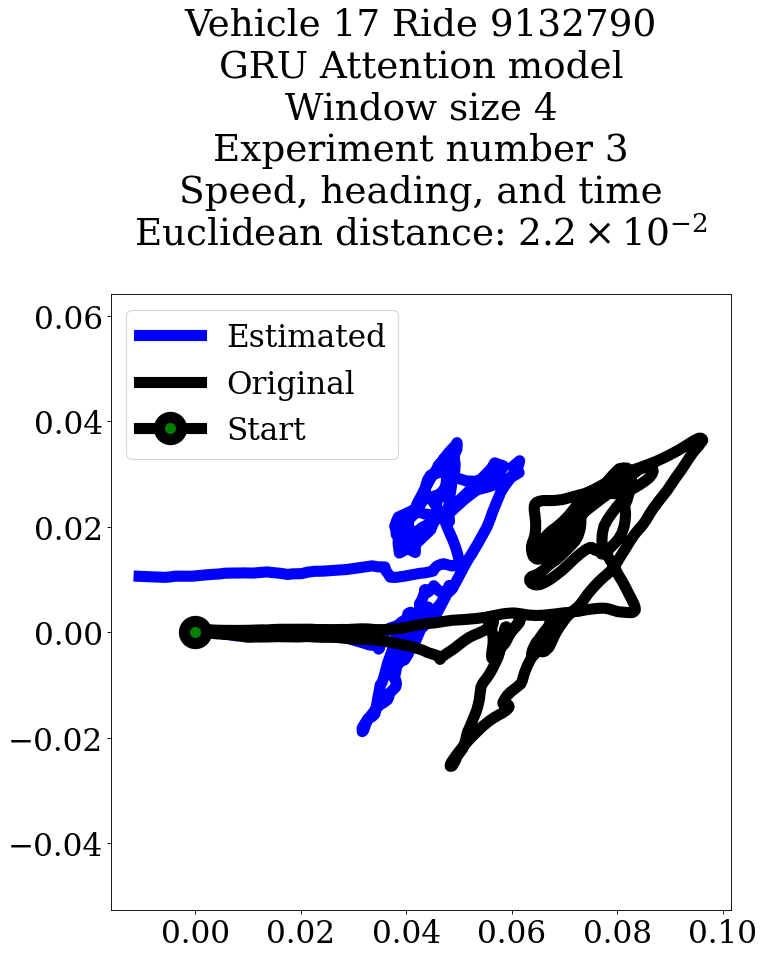 Vehicle 17 Ride 9132790
GRU Attention model
Window size 4
Experiment number 3
Speed, heading, and time
Euclidean distance: 2.2 × 10⁻²
Estimated
Original
Start
0.06
0.04
0.02
0.00
−0.02
−0.04
0.00 0.02 0.04 0.06 0.08 0.10